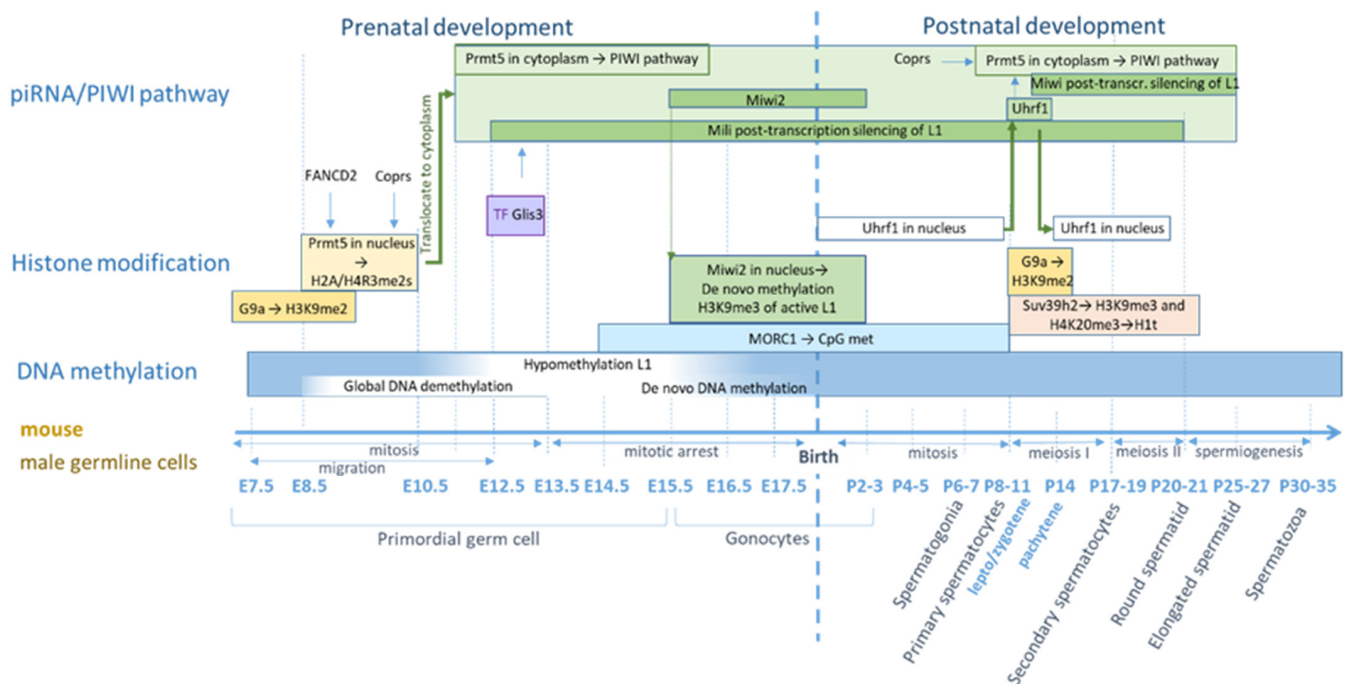 Prenatal development
Postnatal development
piRNA/PIWI pathway
Prmt5 in cytoplasm → PIWI pathway
Coprs
Prmt5 in cytoplasm → PIWI pathway
Miwi post-transcr. silencing of L1
Miwi2
Uhrf1
Mili post-transcription silencing of L1
Translocate to cytoplasm
FANCD2
Coprs
TF Glis3
Histone modification
Prmt5 in nucleus
→
H2A/H4R3me2s
Uhrf1 in nucleus
Uhrf1 in nucleus
G9a → H3K9me2
Miwi2 in nucleus→
De novo methylation
H3K9me3 of active L1
G9a →
H3K9me2
Suv39h2→ H3K9me3 and
H4K20me3→H1t
MORC1 → CpG met
DNA methylation
Hypomethylation L1
Global DNA demethylation
De novo DNA methylation
mouse
male germline cells
mitosis
migration
mitotic arrest
Birth
mitosis
meiosis I
meiosis II
spermiogenesis
E7.5
E8.5
E10.5
E12.5
E13.5
E14.5
E15.5
E16.5
E17.5
P2-3
P4-5
P6-7
P8-11
P14
P17-19
P20-21
P25-27
P30-35
Primordial germ cell
Gonocytes
Spermatogonia
Primary spermatocytes
lepto/zygotene
pachytene
Secondary spermatocytes
Round spermatid
Elongated spermatid
Spermatozoa